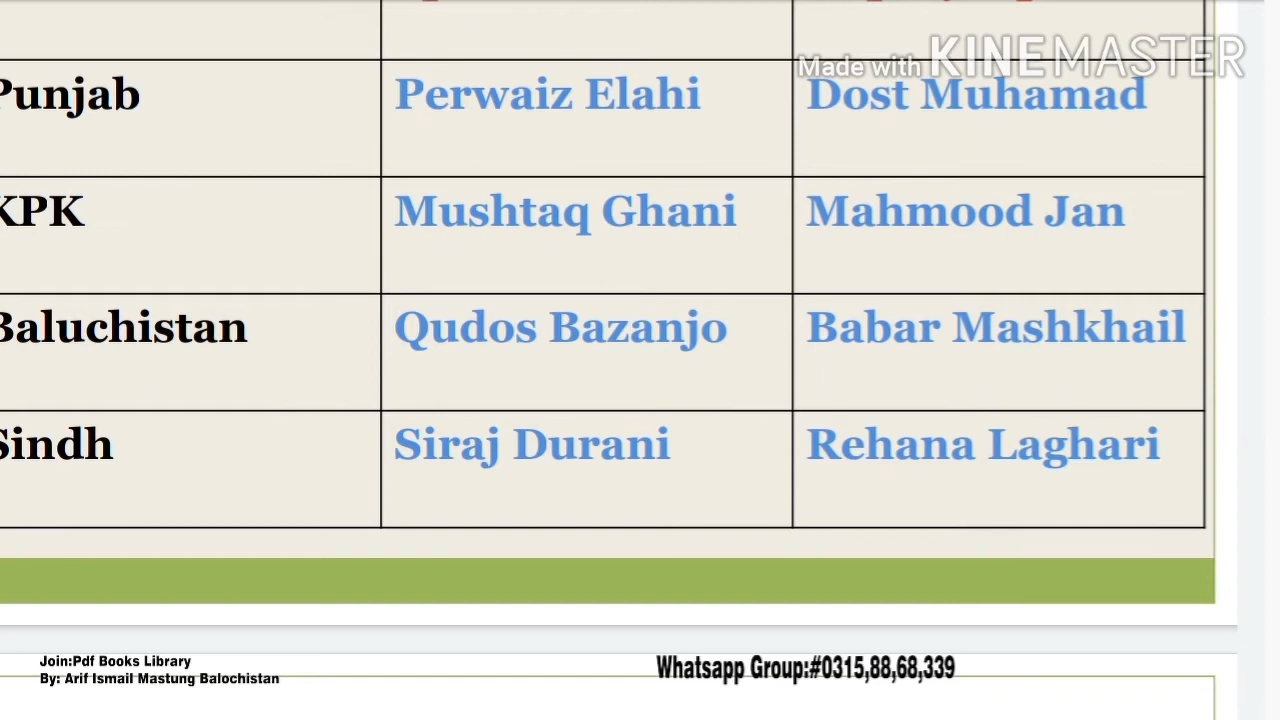 Made with KINEMASTER
Punjab Perwaiz Elahi Dost Muhamad
KPK Mushtaq Ghani Mahmood Jan
Baluchistan Qudos Bazanjo Babar Mashkhail
Sindh Siraj Durani Rehana Laghari
Join:Pdf Books Library
By: Arif Ismail Mastung Balochistan
Whatsapp Group:#0315,88,68,339